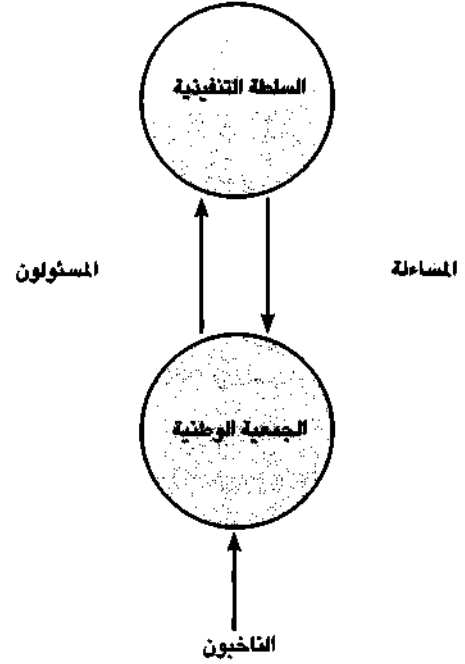 السلطة التنفيذية
المساءلة
المسئولون
الجمعية الوطنية
الناخبون